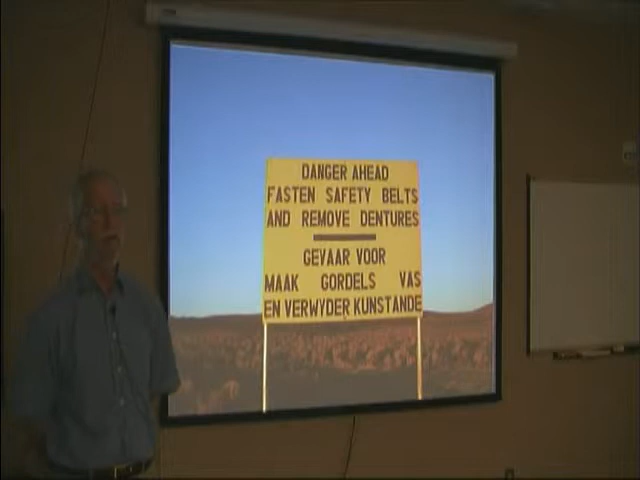 DANGER AHEAD
FASTEN SAFETY BELTS
AND REMOVE DENTURES
GEVAAR VOOR
MAAK GORDELS VAS
EN VERWYDER KUNSTANDE